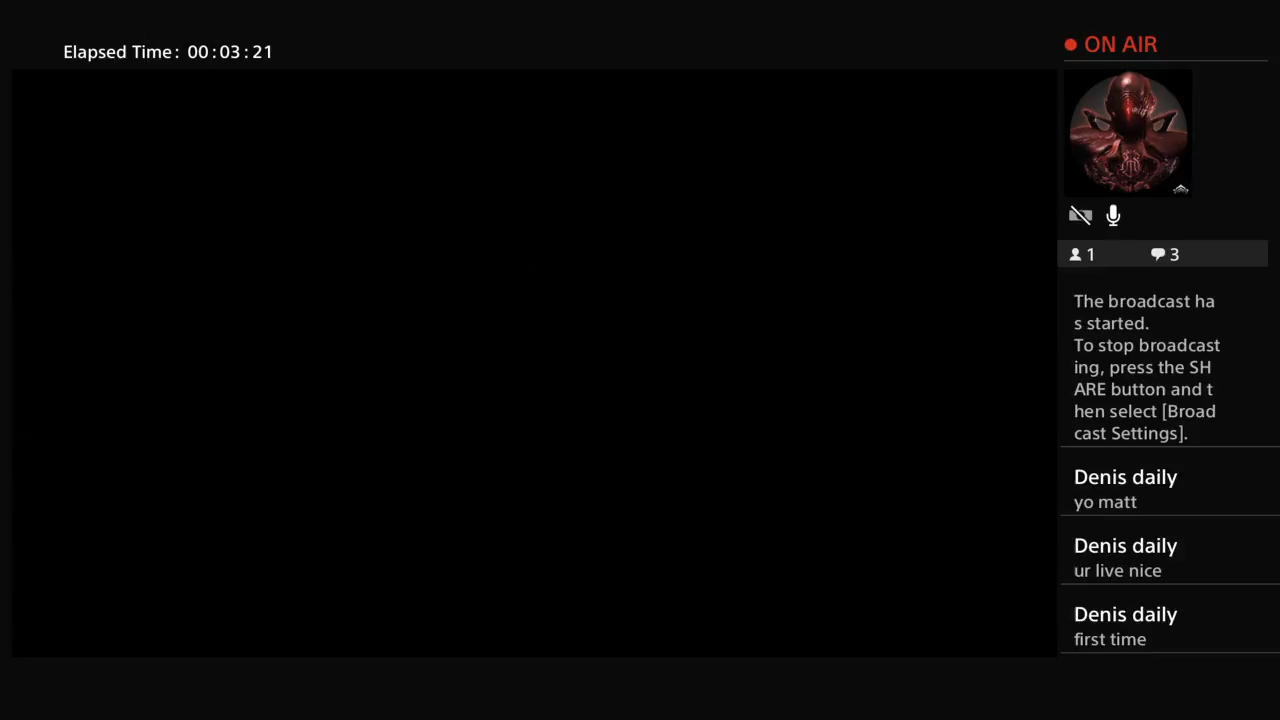 Elapsed Time: 00:03:21
ON AIR
1 3
The broadcast ha
s started.
To stop broadcast
ing, press the SH
ARE button and t
hen select [Broad
cast Settings].
Denis daily
yo matt
Denis daily
ur live nice
Denis daily
first time